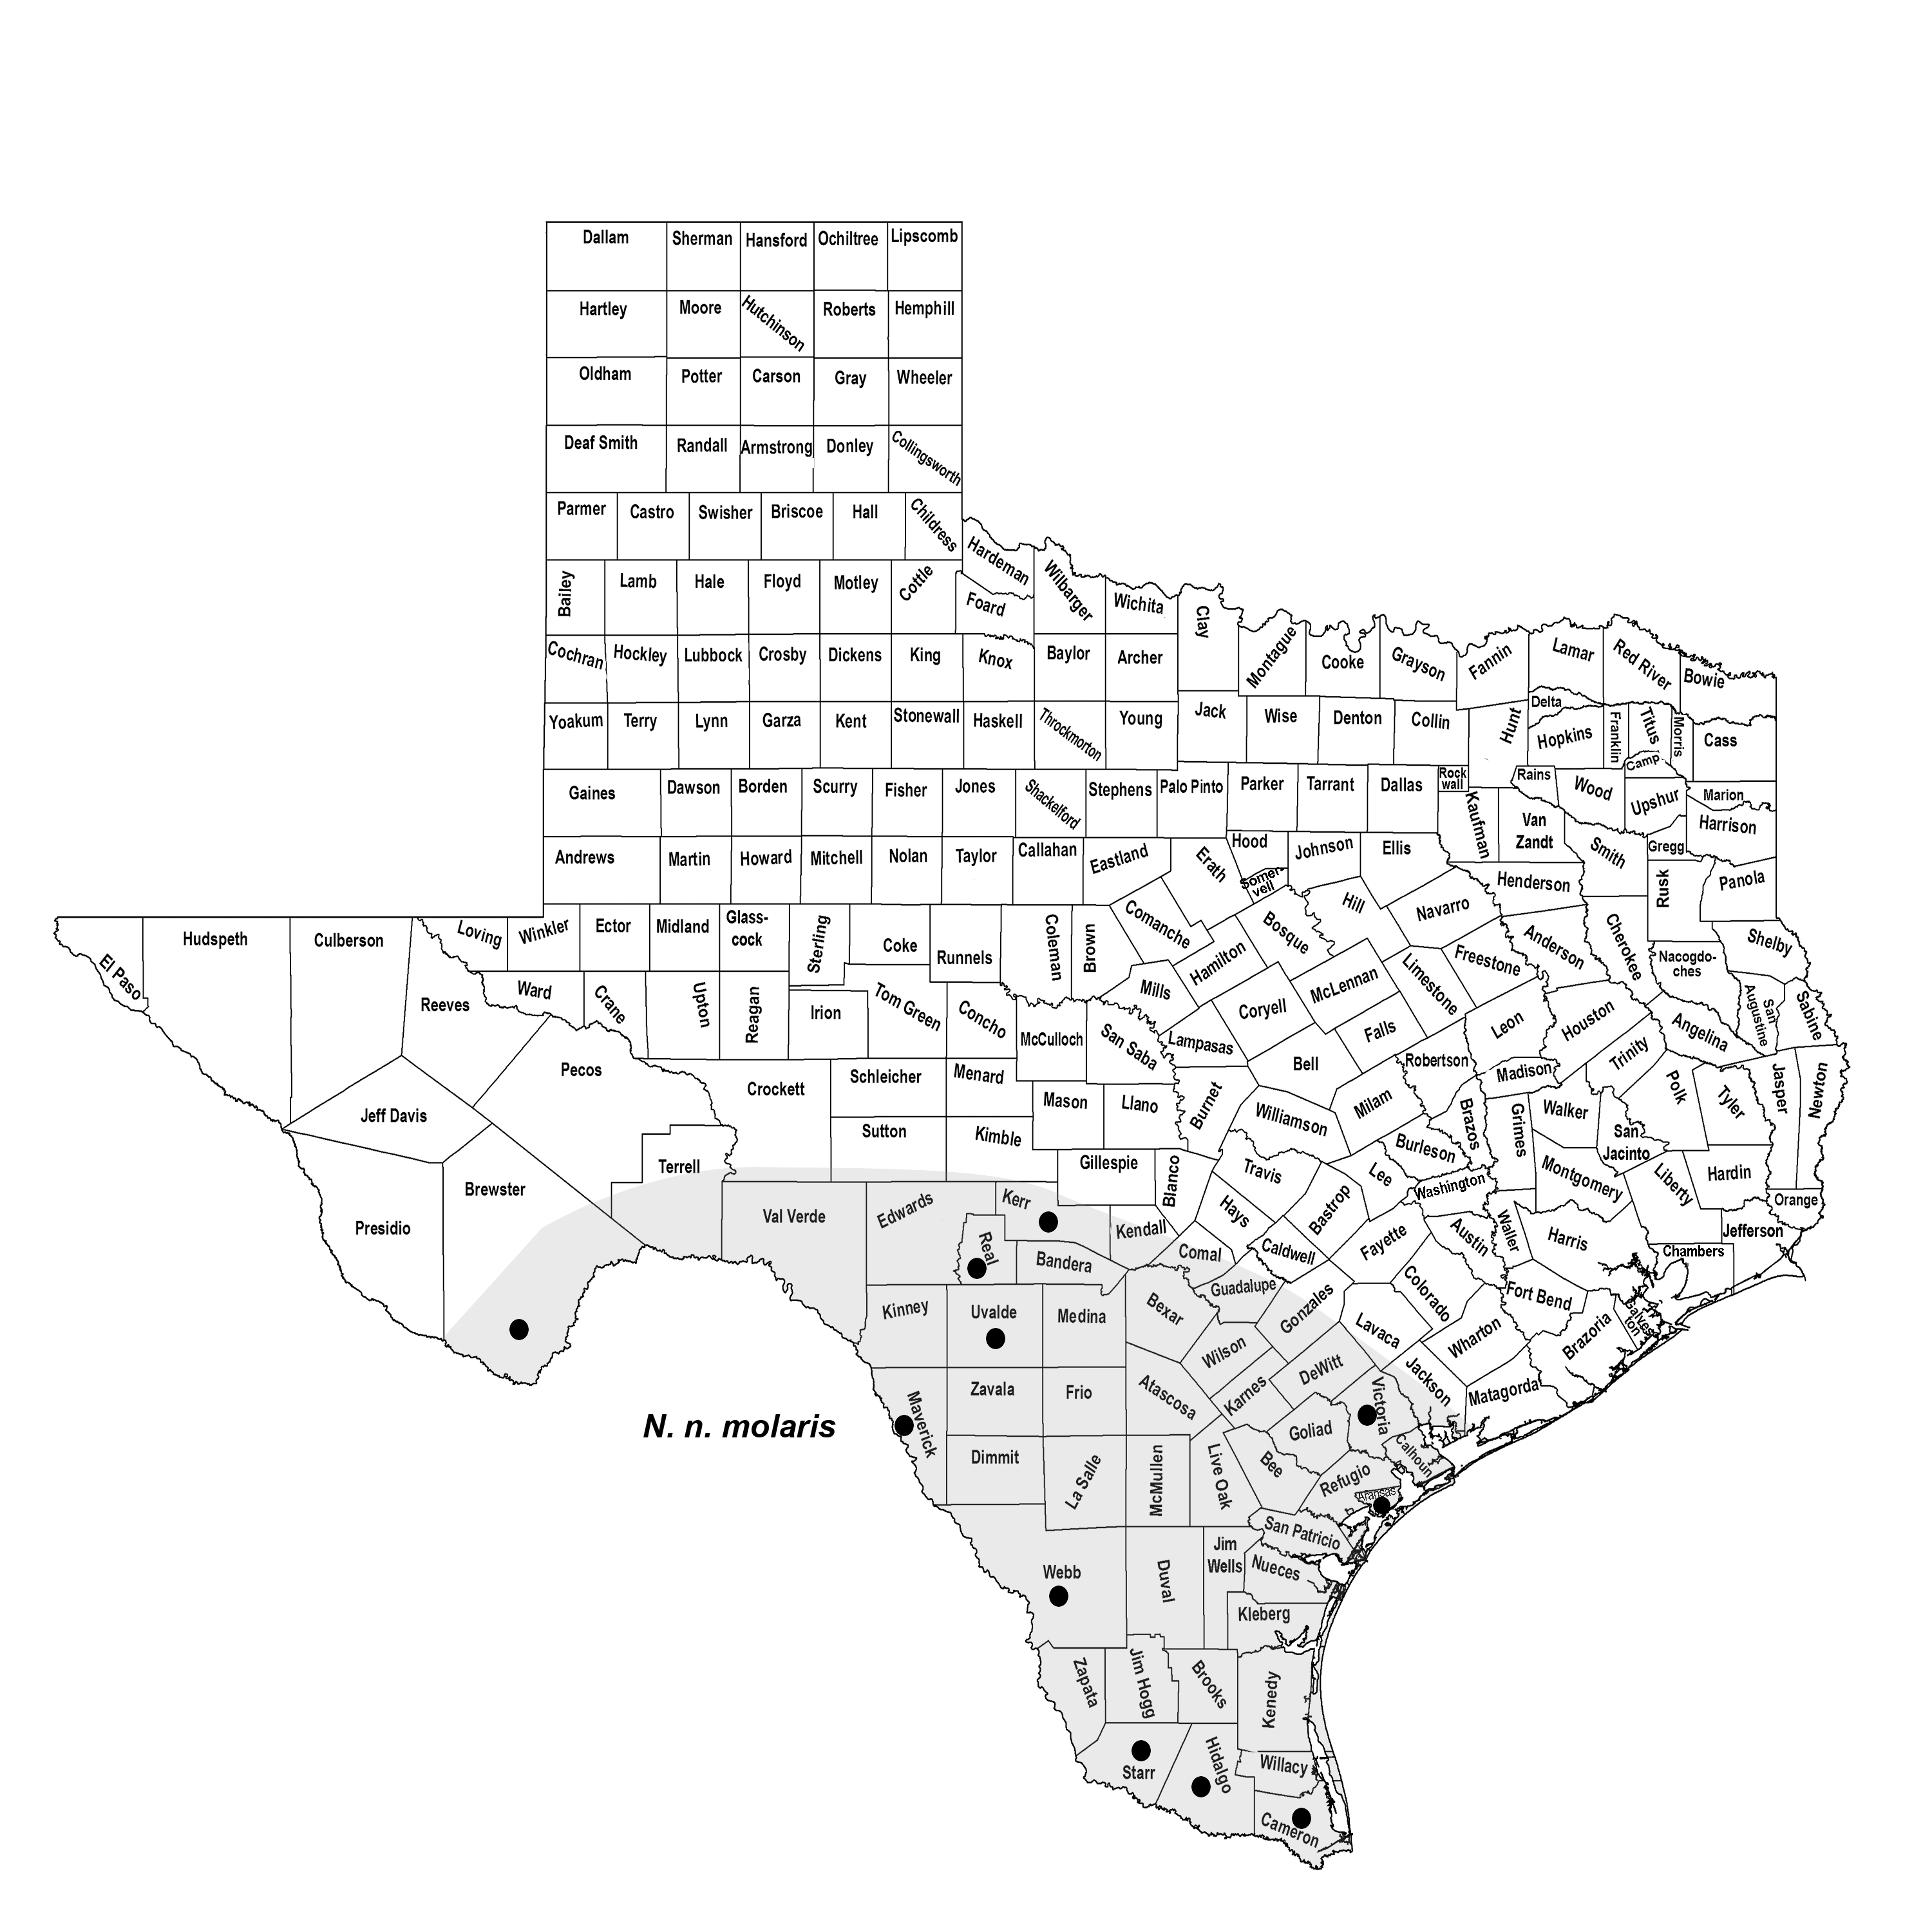 Dallam Sherman Hansford Ochiltree Lipscomb
Hartley Moore Hutchinson Roberts Hemphill
Oldham Potter Carson Gray Wheeler
Deaf Smith Randall Armstrong Donley Collingsworth
Parmer Castro Swisher Briscoe Hall Childress
Hardeman
Bailey Lamb Hale Floyd Motley Cottle Foard Wilbarger Wichita Clay
Montague Cooke Grayson Fannin Lamar Red River Bowie
Cochran Hockley Lubbock Crosby Dickens King Knox Baylor Archer
Yoakum Terry Lynn Garza Kent Stonewall Haskell Throckmorton Young Jack Wise Denton Collin Hunt
Delta
Hopkins Franklin Titus Morris Cass
Camp
Gaines Dawson Borden Scurry Fisher Jones Shackelford Stephens Palo Pinto Parker Tarrant Dallas
Rock
wall
Rains Wood Upshur Marion
Kaufman
Van
Zandt
Harrison
Andrews Martin Howard Mitchell Nolan Taylor Callahan Eastland Erath Hood Johnson Ellis
Smith Gregg
Somer
vell
Henderson Rusk Panola
Hudspeth Culberson Loving Winkler Ector Midland
Glass-
cock
Sterling Coke Runnels Coleman Brown Comanche Hamilton Bosque Hill Navarro
Anderson Cherokee Shelby
Nacogdo-
ches
El Paso Reeves Ward Crane Upton Reagan Irion Tom Green Concho
Mills Coryell McLennan Limestone Freestone
McCulloch San Saba Lampasas Bell Falls Leon Houston
San
Augustine
Sabine
Angelina Trinity
Robertson Madison
Pecos Jeff Davis Crockett Schleicher Menard Mason Llano Burnet Williamson Milam
Brazos Grimes Walker Polk Tyler Jasper Newton
San
Jacinto
Sutton Kimble Gillespie Blanco Travis Burleson
Lee Washington Montgomery Liberty Hardin
Terrell Orange
Presidio Brewster Val Verde Edwards Kerr Kendall Hays Bastrop
Fayette Austin Waller Harris Jefferson
Chambers
Real Bandera Comal Caldwell
Guadalupe Colorado Fort Bend
Galves
ton
Kinney Uvalde Medina Bexar Gonzales Lavaca Wharton Brazoria
Wilson DeWitt Jackson Matagorda
Maverick Zavala Frio Atascosa Karnes Victoria
N. n. molaris
Goliad Calhoun
Dimmit La Salle McMullen Live Oak Bee Refugio
Aransas
San Patricio
Webb Duval
Jim
Wells
Nueces
Kleberg
Zapata Jim Hogg Brooks Kenedy
Starr Hidalgo Willacy
Cameron